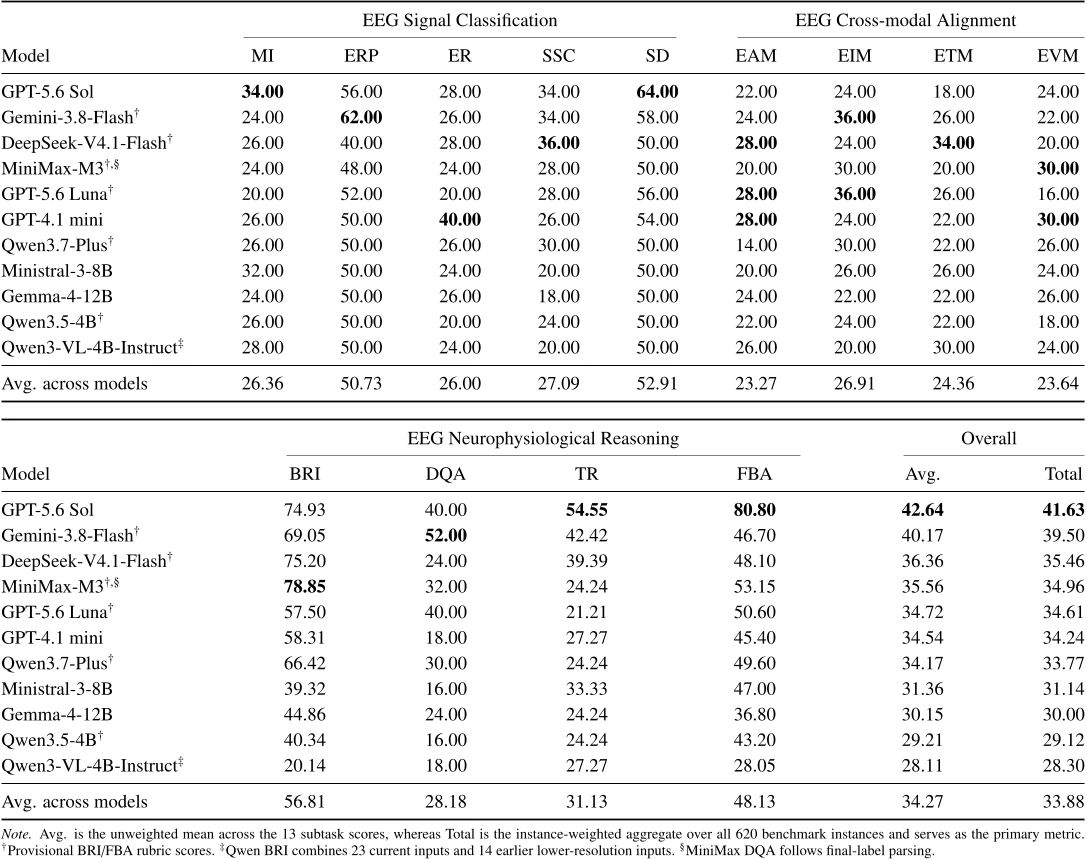 EEG Signal Classification EEG Cross-modal Alignment
Model MI ERP ER SSC SD EAM EIM ETM EVM
GPT-5.6 Sol 34.00 56.00 28.00 34.00 64.00 22.00 24.00 18.00 24.00
Gemini-3.8-Flash† 24.00 62.00 26.00 34.00 58.00 24.00 36.00 26.00 22.00
DeepSeek-V4.1-Flash† 26.00 40.00 28.00 36.00 50.00 28.00 26.00 34.00 20.00
MiniMax-M3†,§ 24.00 48.00 24.00 28.00 50.00 20.00 30.00 20.00 30.00
GPT-5.6 Luna† 20.00 52.00 20.00 28.00 56.00 28.00 36.00 26.00 16.00
GPT-4.1 mini 26.00 50.00 40.00 26.00 54.00 28.00 24.00 22.00 30.00
Qwen3.7-Plus† 26.00 50.00 26.00 30.00 50.00 14.00 30.00 22.00 26.00
Ministral-3-8B 32.00 50.00 24.00 20.00 50.00 20.00 26.00 26.00 24.00
Gemma-4-12B 24.00 50.00 26.00 18.00 50.00 24.00 22.00 22.00 26.00
Qwen3.5-4B† 26.00 50.00 20.00 24.00 50.00 22.00 24.00 22.00 18.00
Qwen3-VL-4B-Instruct‡ 28.00 50.00 24.00 20.00 50.00 26.00 20.00 30.00 24.00
Avg. across models 26.36 50.73 26.00 27.09 52.91 23.27 26.91 24.36 23.64
EEG Neurophysiological Reasoning Overall
Model BRI DQA TR FBA Avg. Total
GPT-5.6 Sol 74.93 40.00 54.55 80.80 42.64 41.63
Gemini-3.8-Flash† 69.05 52.00 42.42 46.70 40.17 39.50
DeepSeek-V4.1-Flash† 75.20 24.00 39.39 48.10 36.36 35.46
MiniMax-M3†,§ 78.85 32.00 24.24 53.15 35.56 34.96
GPT-5.6 Luna† 57.50 40.00 21.21 50.60 34.72 34.61
GPT-4.1 mini 58.31 18.00 27.27 45.40 34.54 34.24
Qwen3.7-Plus† 66.42 30.00 24.24 49.60 34.17 33.77
Ministral-3-8B 39.32 16.00 33.33 47.00 31.36 31.14
Gemma-4-12B 44.86 24.00 24.24 36.80 30.15 30.00
Qwen3.5-4B† 40.34 16.00 24.24 43.20 29.21 29.12
Qwen3-VL-4B-Instruct‡ 20.14 18.00 27.27 28.05 28.11 28.30
Avg. across models 56.81 28.18 31.13 48.13 34.27 33.88
Note. Avg. is the unweighted mean across the 13 subtask scores, whereas Total is the instance-weighted aggregate over all 620 benchmark instances and serves as the primary metric.
†Provisional BRI/FBA rubric scores. ‡Qwen BRI combines 23 current inputs and 14 earlier lower-resolution inputs. §MiniMax DQA follows final-label parsing.